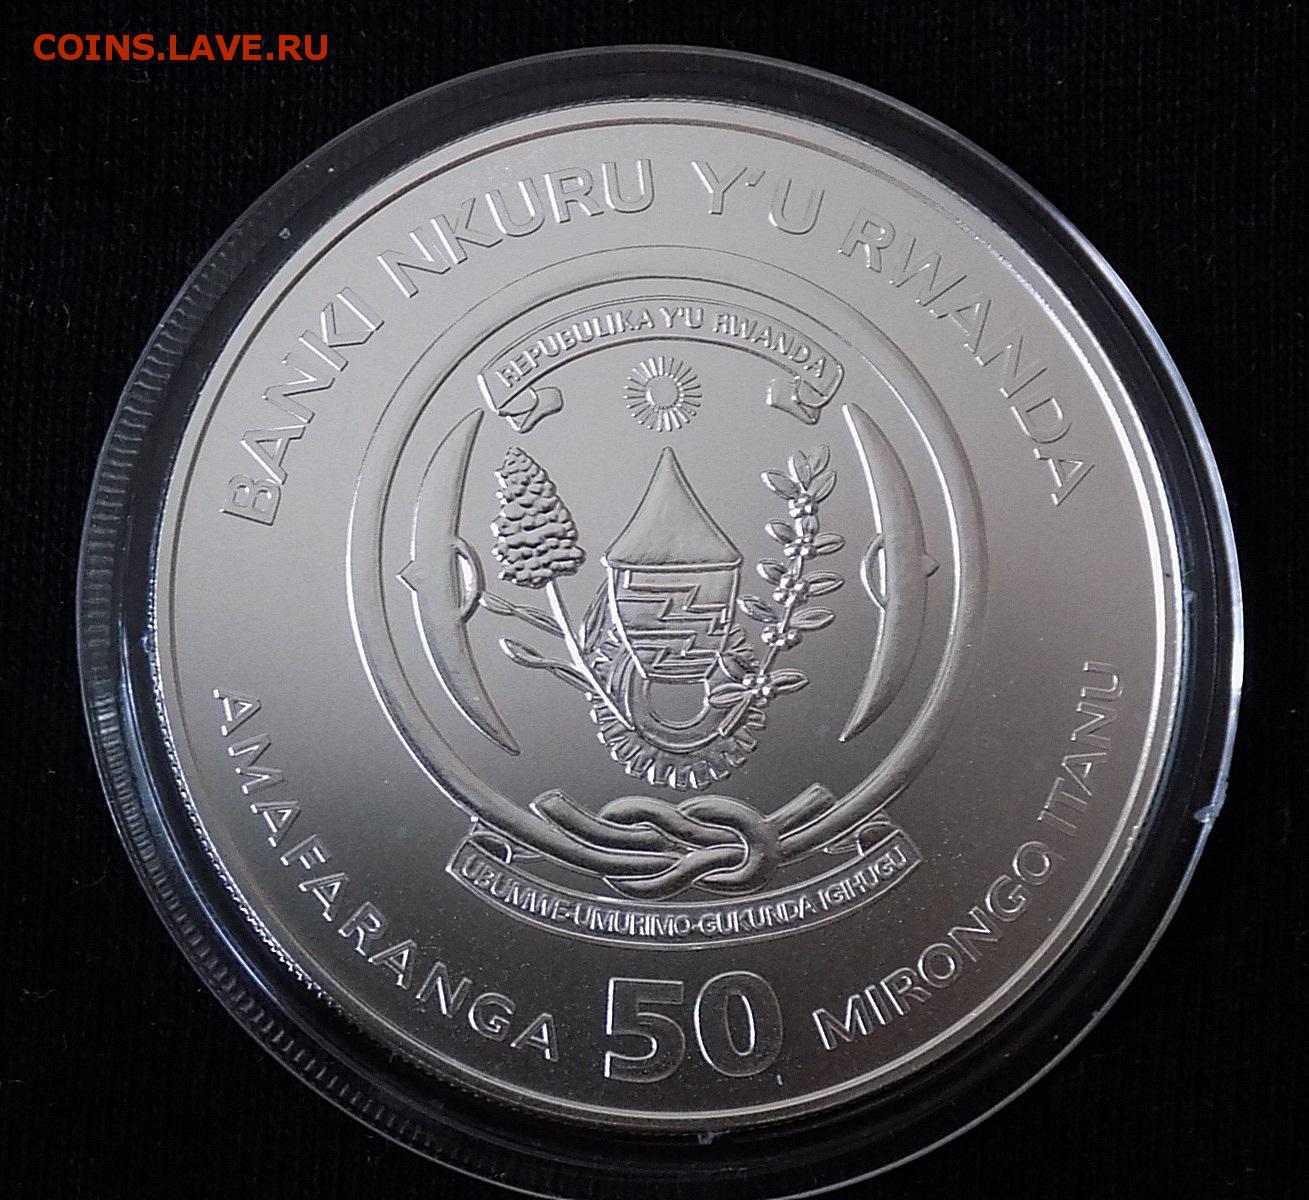 COINS.LAVE.RU
BANKI NKURU Y'U RWANDA
REPUBULIKA Y'U RWANDA
UBUMWE-UMURIMO-GUKUNDA IGIHUGU
AMAFARANGA 50 MIRONGO ITANU